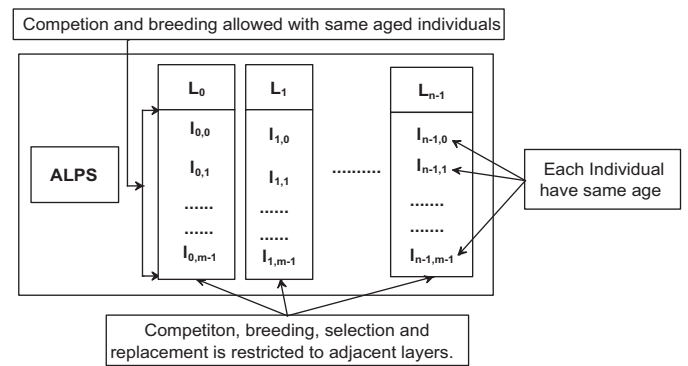 Competion and breeding allowed with same aged individuals
L0 L1 Ln-1
I0,0 I1,0 In-1,0
I0,1 I1,1 In-1,1
ALPS
..........
...... ...... .......
...... ...... .......
I0,m-1 I1,m-1 In-1,m-1
Each Individual
have same age
Competiton, breeding, selection and
replacement is restricted to adjacent layers.